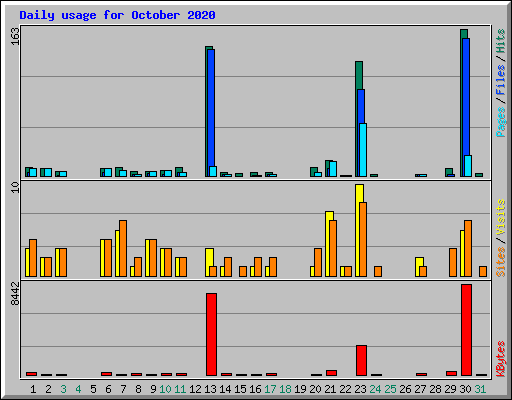 Daily usage for October 2020
163
Pages / Files / Hits
10
Sites / Visits
8442
KBytes
1 2 3 4 5 6 7 8 9 10 11 12 13 14 15 16 17 18 19 20 21 22 23 24 25 26 27 28 29 30 31